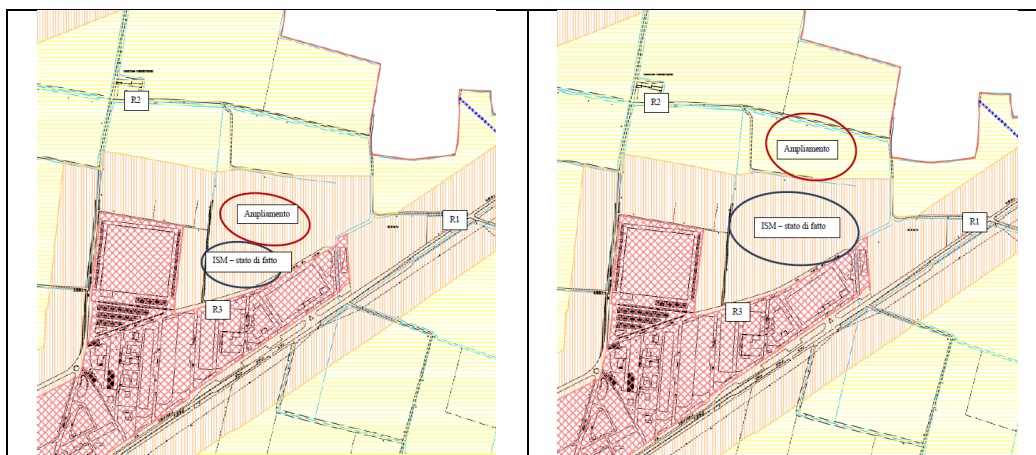 R2
R1
Ampliamento
ISM – stato di fatto
R3
R2
Ampliamento
R1
ISM – stato di fatto
R3